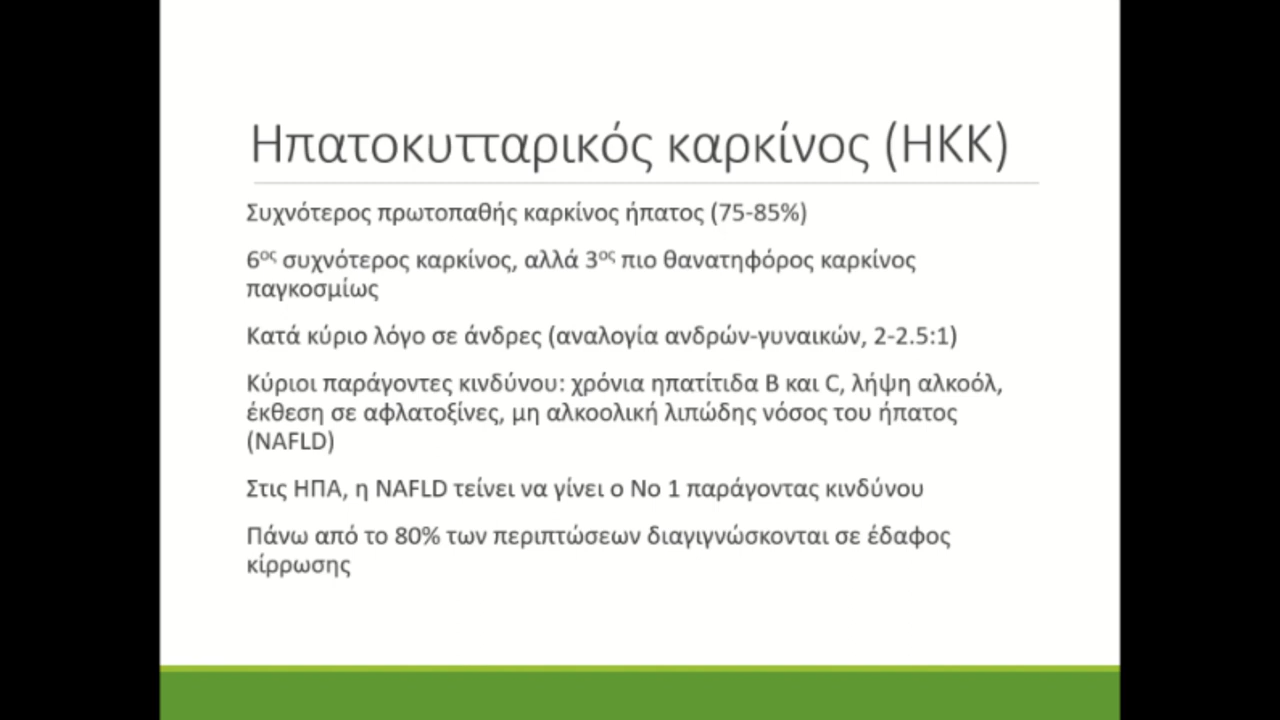 Ηπατοκυτταρικός καρκίνος (ΗΚΚ)
Συχνότερος πρωτοπαθής καρκίνος ήπατος (75-85%)
6ος συχνότερος καρκίνος, αλλά 3ος πιο θανατηφόρος καρκίνος
παγκοσμίως
Κατά κύριο λόγο σε άνδρες (αναλογία ανδρών-γυναικών, 2-2.5:1)
Κύριοι παράγοντες κινδύνου: χρόνια ηπατίτιδα B και C, λήψη αλκοόλ,
έκθεση σε αφλατοξίνες, μη αλκοολική λιπώδης νόσος του ήπατος
(NAFLD)
Στις ΗΠΑ, η NAFLD τείνει να γίνει ο Νο 1 παράγοντας κινδύνου
Πάνω από το 80% των περιπτώσεων διαγιγνώσκονται σε έδαφος
κίρρωσης